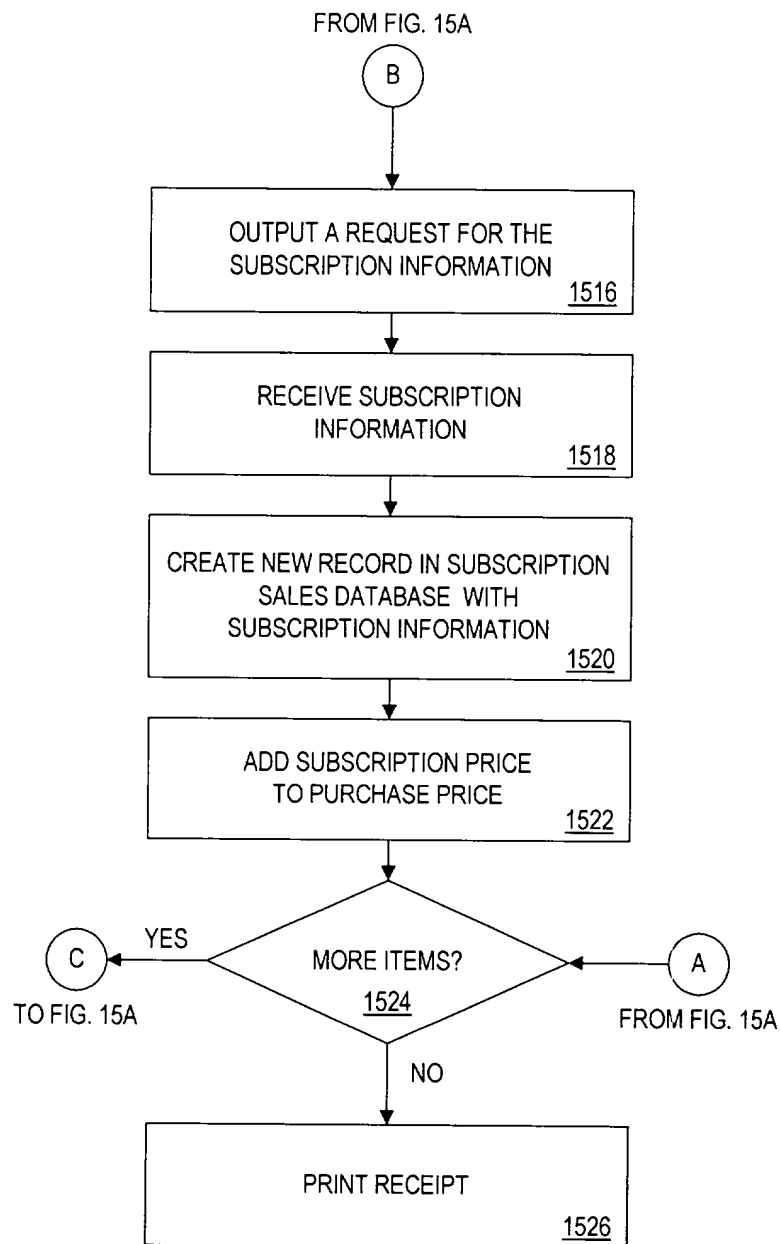 FROM FIG. 15A
B
OUTPUT A REQUEST FOR THE
SUBSCRIPTION INFORMATION
1516
RECEIVE SUBSCRIPTION
INFORMATION
1518
CREATE NEW RECORD IN SUBSCRIPTION
SALES DATABASE WITH
SUBSCRIPTION INFORMATION
1520
ADD SUBSCRIPTION PRICE
TO PURCHASE PRICE
1522
YES
C
MORE ITEMS?
A
1524
TO FIG. 15A
FROM FIG. 15A
NO
PRINT RECEIPT
1526